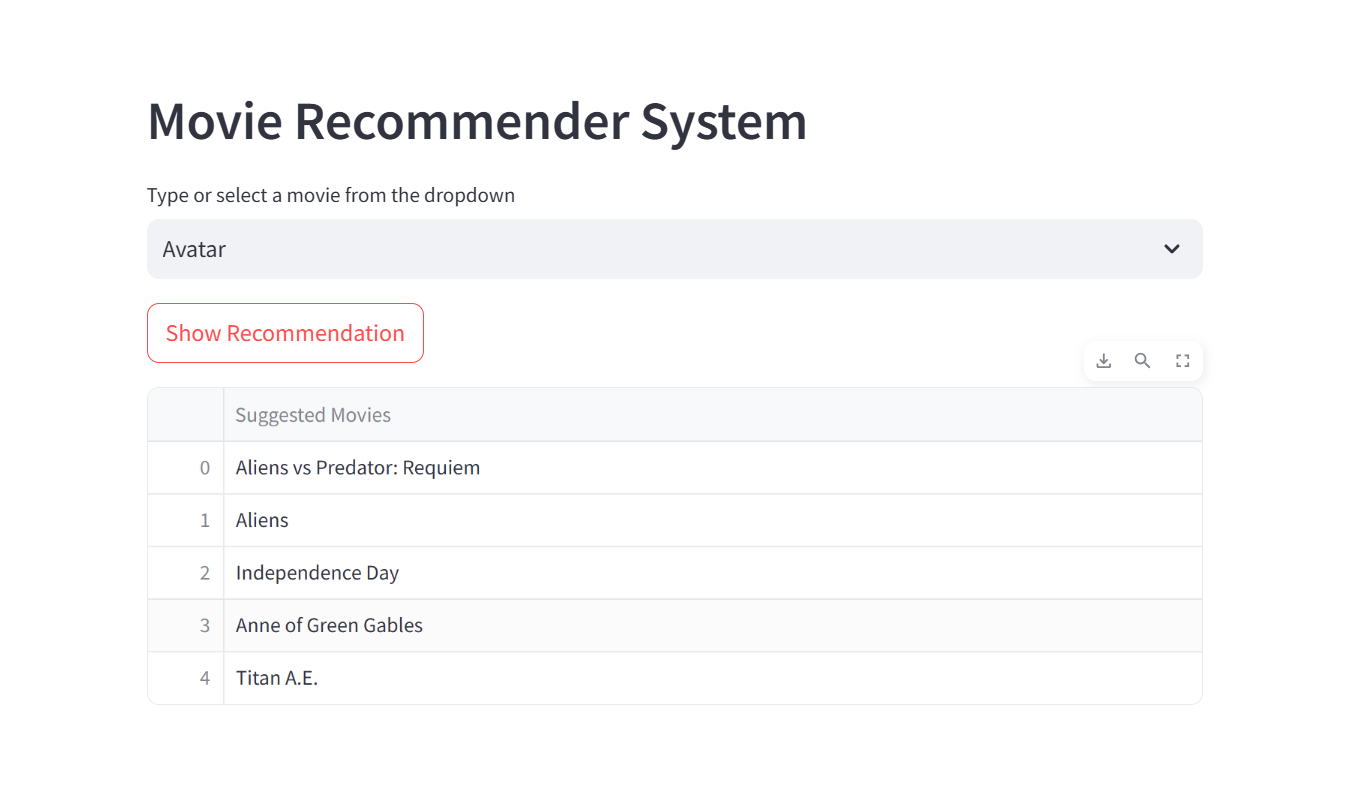 Movie Recommender System
Type or select a movie from the dropdown
Avatar
Show Recommendation
Suggested Movies
0 Aliens vs Predator: Requiem
1 Aliens
2 Independence Day
3 Anne of Green Gables
4 Titan A.E.